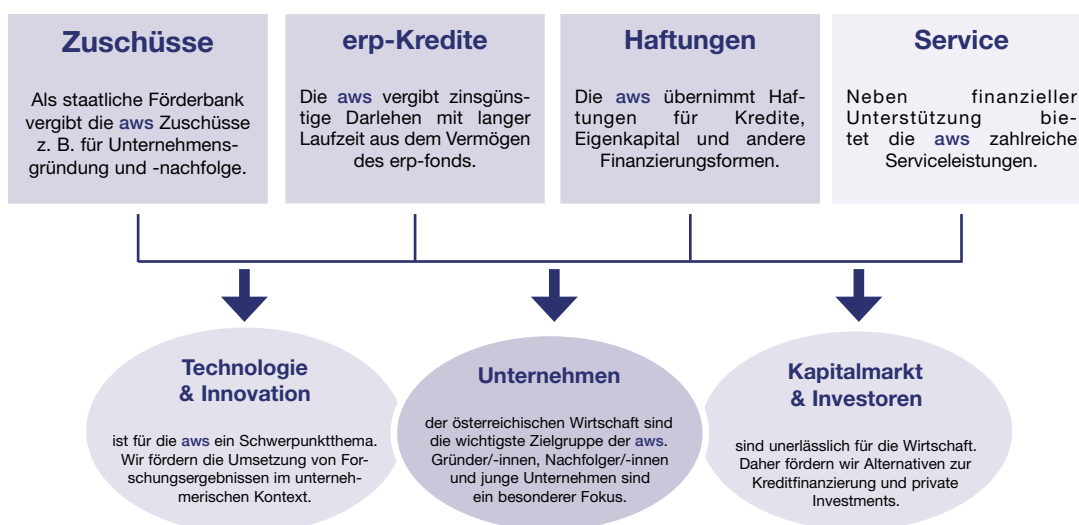 Zuschüsse
Als staatliche Förderbank
vergibt die aws Zuschüsse
z. B. für Unternehmens-
gründung und -nachfolge.
erp-Kredite
Die aws vergibt zinsgüns-
tige Darlehen mit langer
Laufzeit aus dem Vermögen
des erp-fonds.
Haftungen
Die aws übernimmt Haf-
tungen für Kredite,
Eigenkapital und andere
Finanzierungsformen.
Service
Neben finanzieller
Unterstützung bie-
tet die aws zahlreiche
Serviceleistungen.
Technologie
& Innovation
ist für die aws ein Schwerpunktthema.
Wir fördern die Umsetzung von For-
schungsergebnissen im unterneh-
merischen Kontext.
Unternehmen
der österreichischen Wirtschaft sind
die wichtigste Zielgruppe der aws.
Gründer/-innen, Nachfolger/-innen
und junge Unternehmen sind
ein besonderer Fokus.
Kapitalmarkt
& Investoren
sind unerlässlich für die Wirtschaft.
Daher fördern wir Alternativen zur
Kreditfinanzierung und private
Investments.